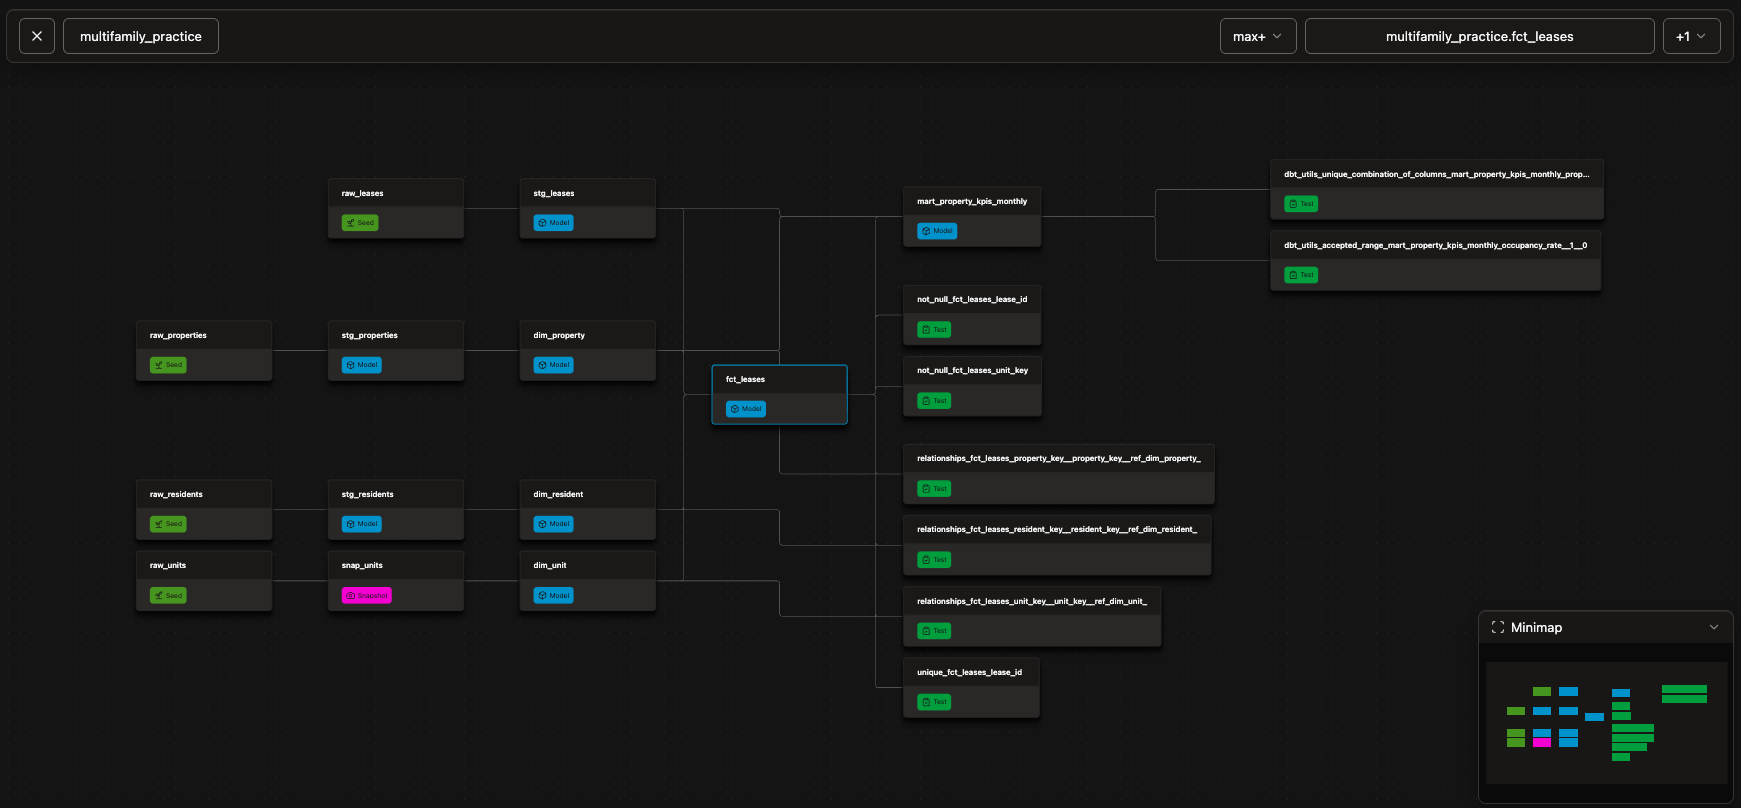 multifamily_practice
max+
multifamily_practice.fct_leases
+1
raw_leases
Seed
stg_leases
Model
mart_property_kpis_monthly
Model
dbt_utils_unique_combination_of_columns_mart_property_kpis_monthly_prop...
Test
dbt_utils_accepted_range_mart_property_kpis_monthly_occupancy_rate__1__0
Test
not_null_fct_leases_lease_id
Test
raw_properties
Seed
stg_properties
Model
dim_property
Model
fct_leases
Model
not_null_fct_leases_unit_key
Test
relationships_fct_leases_property_key__property_key__ref_dim_property_
Test
raw_residents
Seed
stg_residents
Model
dim_resident
Model
relationships_fct_leases_resident_key__resident_key__ref_dim_resident_
Test
raw_units
Seed
snap_units
Snapshot
dim_unit
Model
relationships_fct_leases_unit_key__unit_key__ref_dim_unit_
Test
unique_fct_leases_lease_id
Test
Minimap